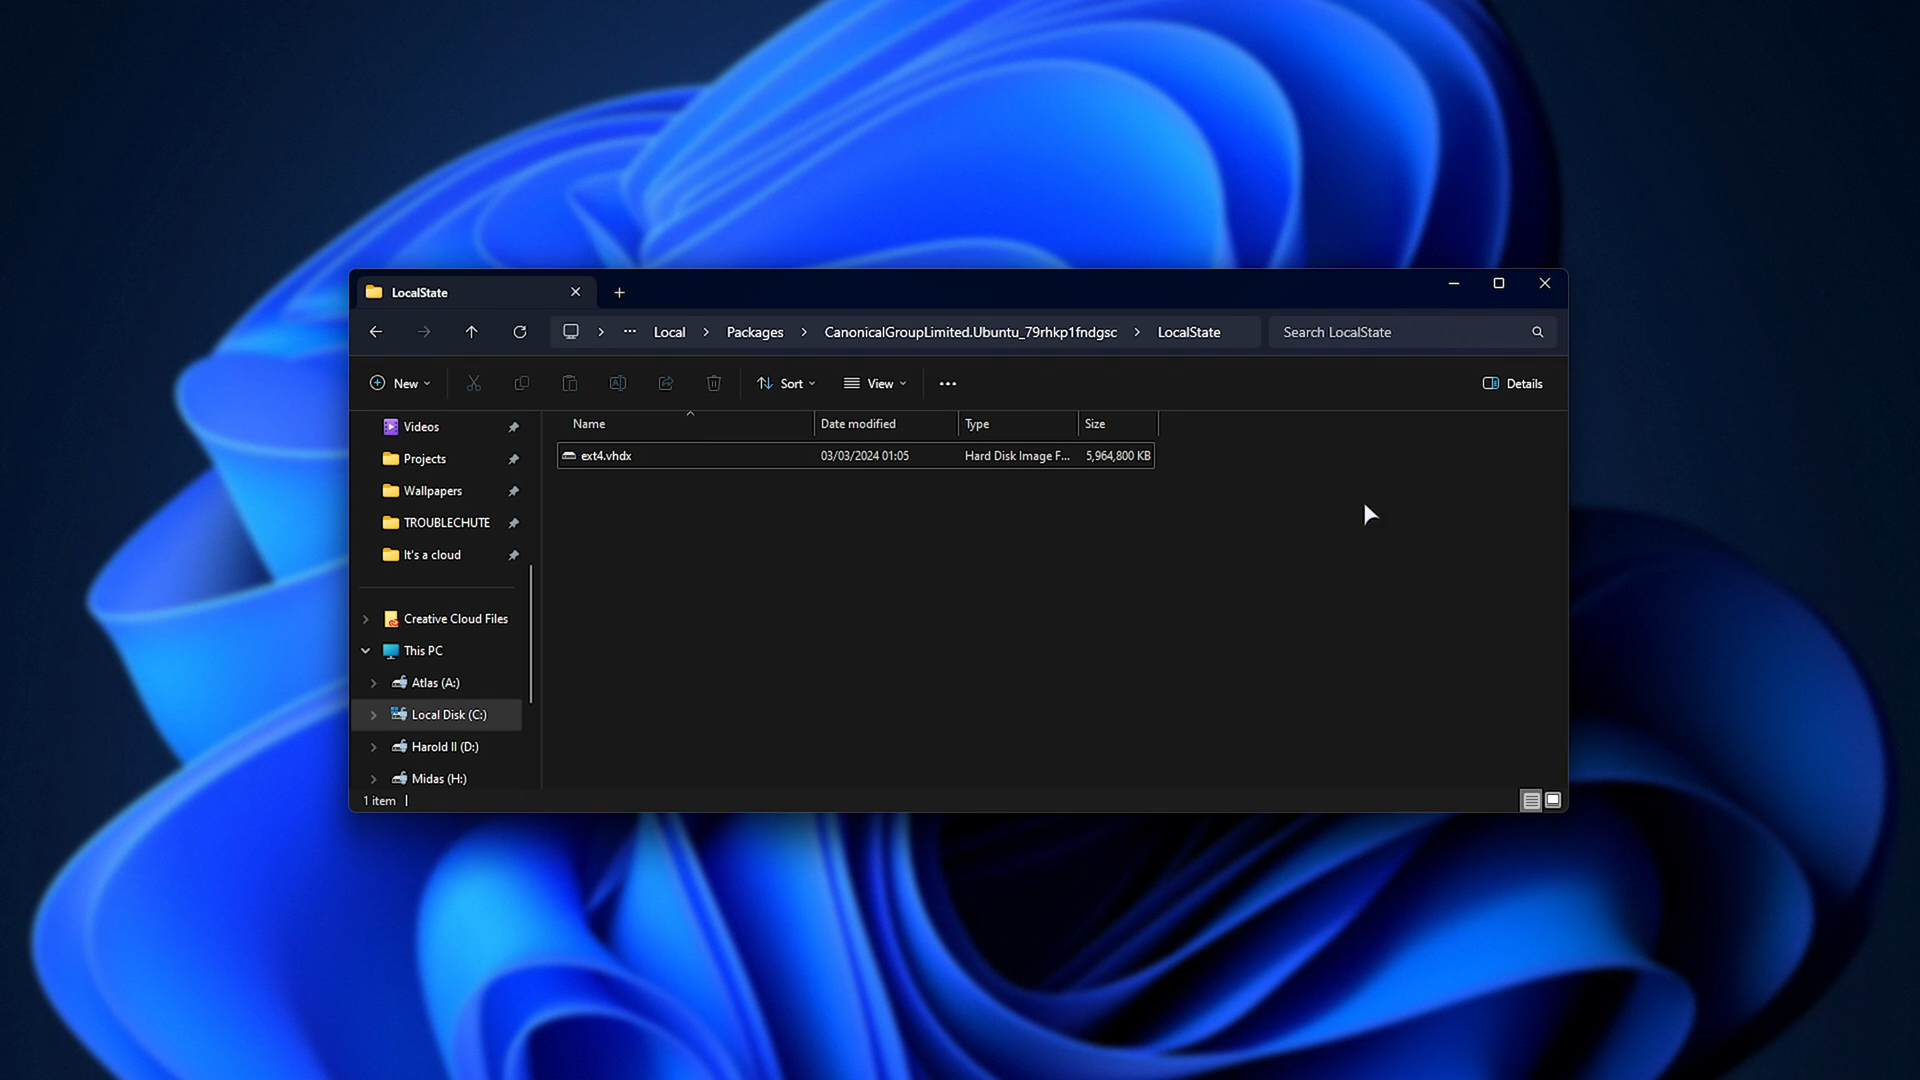 LocalState
Local > Packages > CanonicalGroupLimited.Ubuntu_79rhkp1fndgsc > LocalState Search LocalState
New Sort View ••• Details
Name Date modified Type Size
ext4.vhdx 03/03/2024 01:05 Hard Disk Image F... 5,964,800 KB
Videos
Projects
Wallpapers
TROUBLECHUTE
It's a cloud
Creative Cloud Files
This PC
Atlas (A:)
Local Disk (C:)
Harold II (D:)
Midas (H:)
1 item